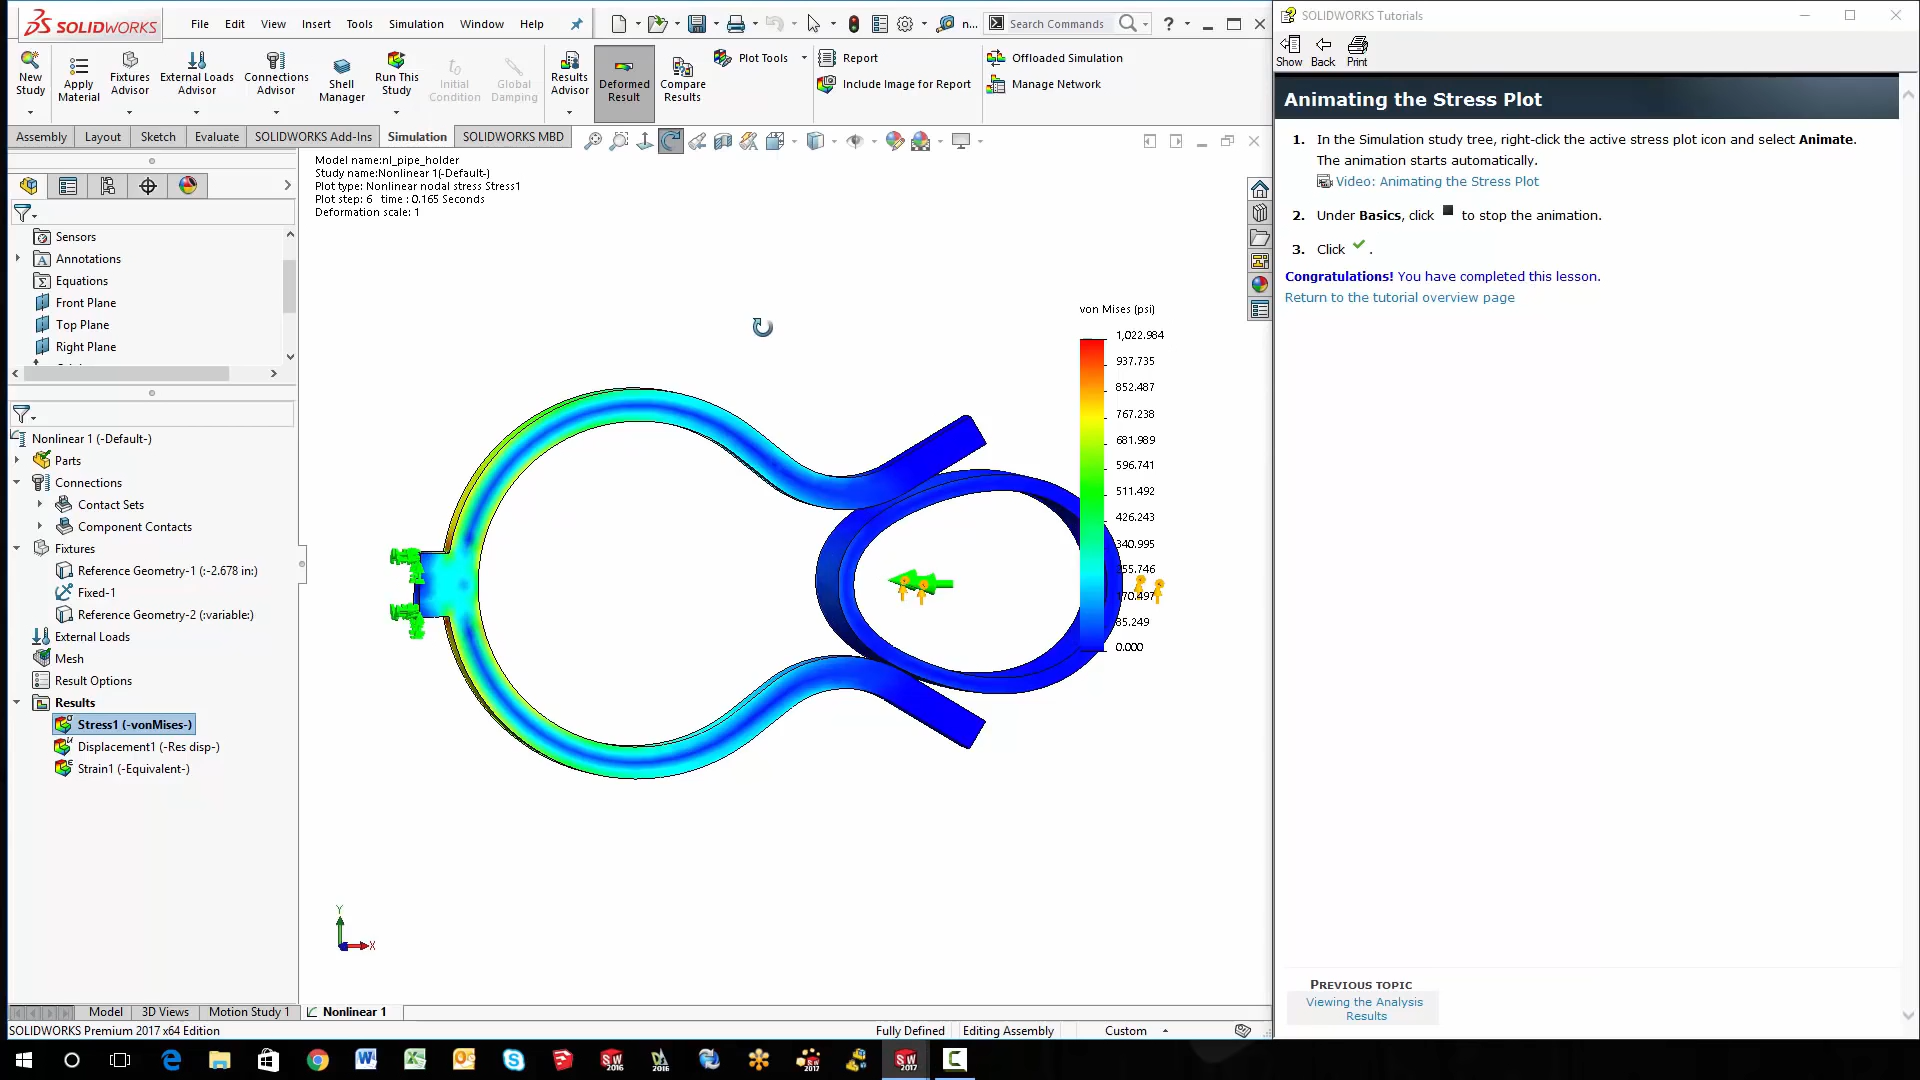 SOLIDWORKS
File Edit View Insert Tools Simulation Window Help
n...
Search Commands
SOLIDWORKS Tutorials
New Study
Apply Material
Fixtures Advisor
External Loads Advisor
Connections Advisor
Shell Manager
Run This Study
Initial Condition
Global Damping
Results Advisor
Deformed Result
Compare Results
Plot Tools
Report
Include Image for Report
Offloaded Simulation
Manage Network
Show Back Print
Assembly Layout Sketch Evaluate SOLIDWORKS Add-Ins Simulation SOLIDWORKS MBD
Sensors
Annotations
Equations
Front Plane
Top Plane
Right Plane
Nonlinear 1 (-Default-)
Parts
Connections
Contact Sets
Component Contacts
Fixtures
Reference Geometry-1 (:-2.678 in:)
Fixed-1
Reference Geometry-2 (:variable:)
External Loads
Mesh
Result Options
Results
Stress1 (-vonMises-)
Displacement1 (-Res disp-)
Strain1 (-Equivalent-)
Model name:nl_pipe_holder
Study name:Nonlinear 1(-Default-)
Plot type: Nonlinear nodal stress Stress1
Plot step: 6 time : 0.165 Seconds
Deformation scale: 1
von Mises (psi)
1,022.984
937.735
852.487
767.238
681.989
596.741
511.492
426.243
340.995
255.746
170.497
85.249
0.000
Y
X
Animating the Stress Plot
1. In the Simulation study tree, right-click the active stress plot icon and select Animate.
The animation starts automatically.
Video: Animating the Stress Plot
2. Under Basics, click to stop the animation.
3. Click .
Congratulations! You have completed this lesson.
Return to the tutorial overview page
PREVIOUS TOPIC
Viewing the Analysis
Results
Model 3D Views Motion Study 1 Nonlinear 1
SOLIDWORKS Premium 2017 x64 Edition
Fully Defined Editing Assembly Custom